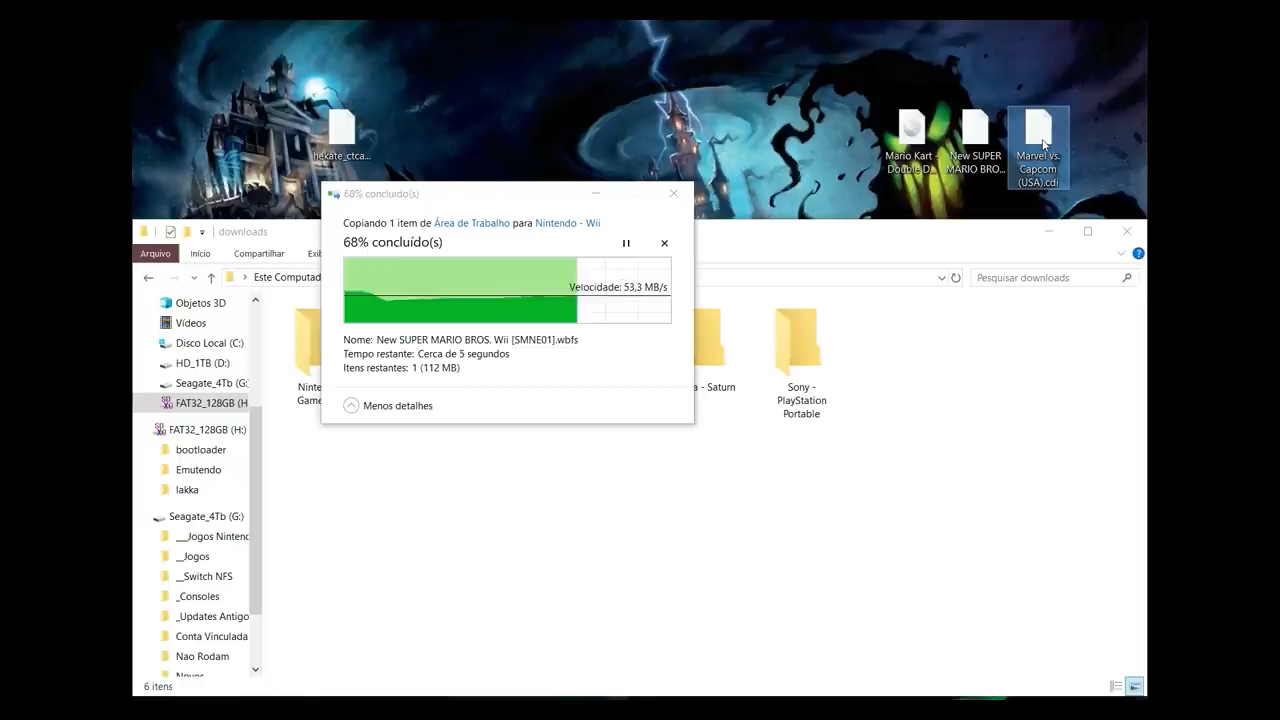 hekate_ctca...
Mario Kart -
Double D...
New SUPER
MARIO BRO...
Marvel vs.
Capcom
(USA).cdi
68% concluído(s)
Copiando 1 item de Área de Trabalho para Nintendo - Wii
68% concluído(s)
Velocidade: 53,3 MB/s
Nome: New SUPER MARIO BROS. Wii [SMNE01].wbfs
Tempo restante: Cerca de 5 segundos
Itens restantes: 1 (112 MB)
Menos detalhes
downloads
Arquivo
Início
Compartilhar
Exib
Este Computad
Pesquisar downloads
Objetos 3D
Vídeos
Disco Local (C:)
HD_1TB (D:)
Seagate_4Tb (G:
FAT32_128GB (H
FAT32_128GB (H:)
bootloader
Emutendo
lakka
Seagate_4Tb (G:)
___Jogos Nintend
__Jogos
__Switch NFS
_Consoles
_Updates Antigo
Conta Vinculada
Nao Rodam
Novos
Ninte
Game
a - Saturn
Sony -
PlayStation
Portable
6 itens